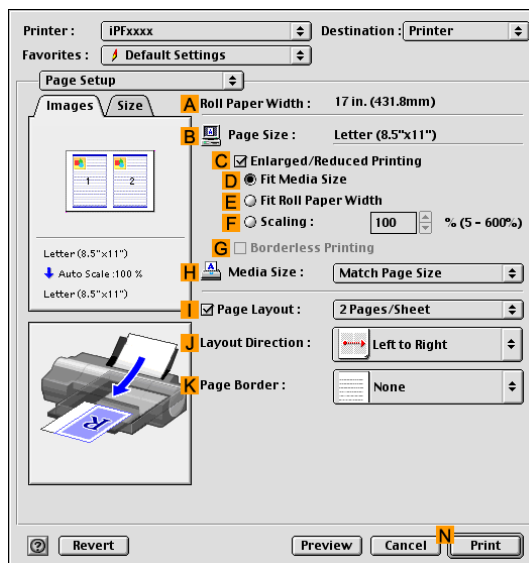 Printer : iPFxxxx Destination : Printer
Favorites : Default Settings
Page Setup
Images Size
A Roll Paper Width : 17 in. (431.8mm)
B Page Size : Letter (8.5"x11")
C Enlarged/Reduced Printing
D Fit Media Size
E Fit Roll Paper Width
F Scaling : 100 % (5 - 600%)
G Borderless Printing
H Media Size : Match Page Size
1 2
Letter (8.5"x11")
Auto Scale :100 %
Letter (8.5"x11")
I Page Layout : 2 Pages/Sheet
J Layout Direction : Left to Right
K Page Border : None
R
N
? Revert Preview Cancel Print